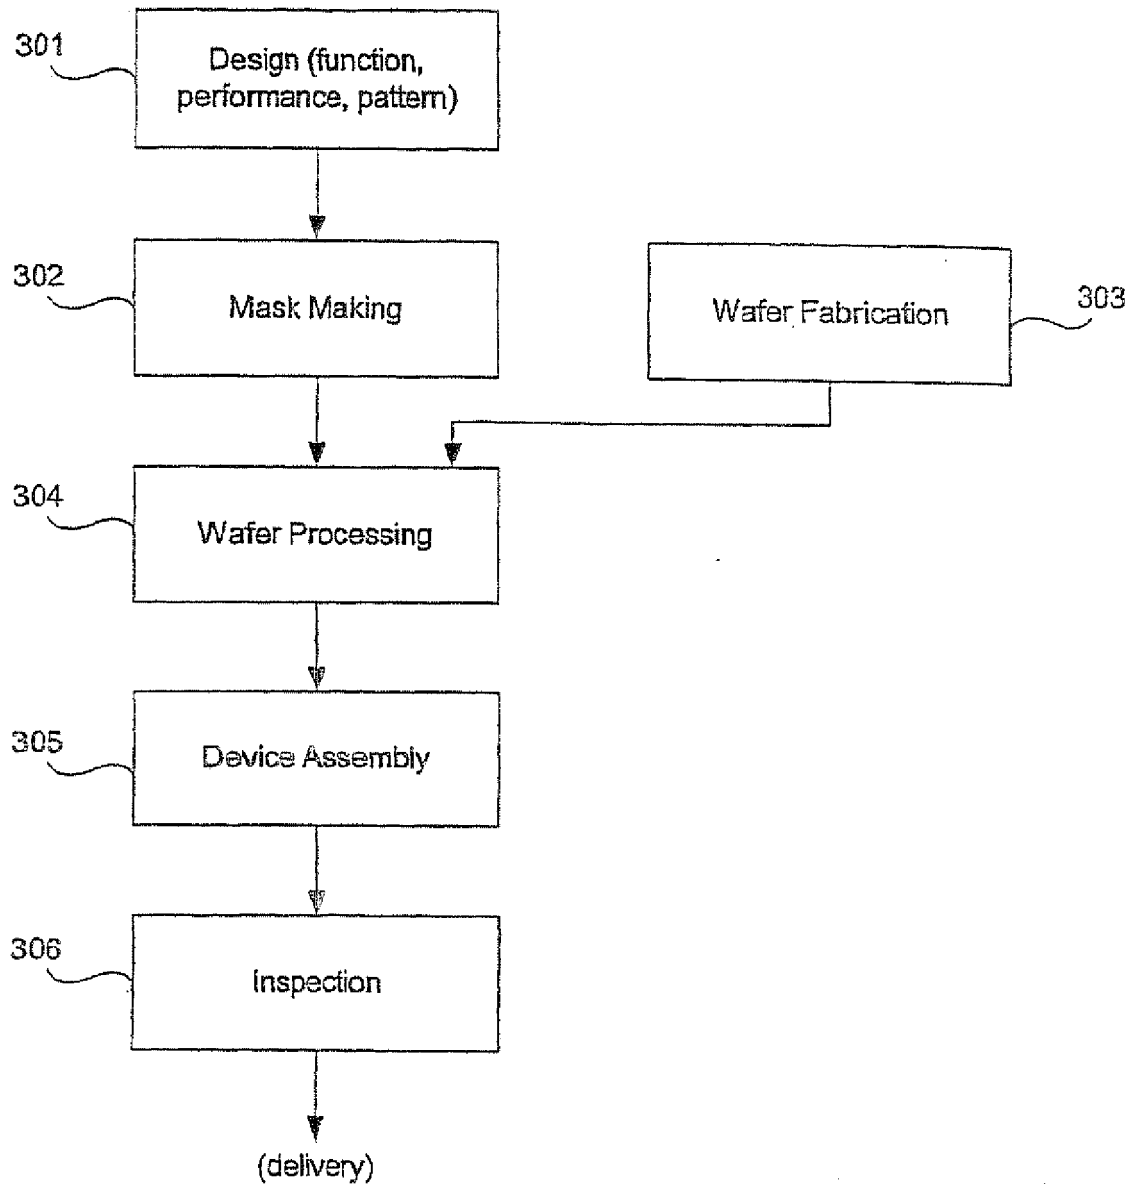 301
Design (function,
performance, pattern)
302
Mask Making
Wafer Fabrication
303
304
Wafer Processing
305
Device Assembly
306
Inspection
(delivery)